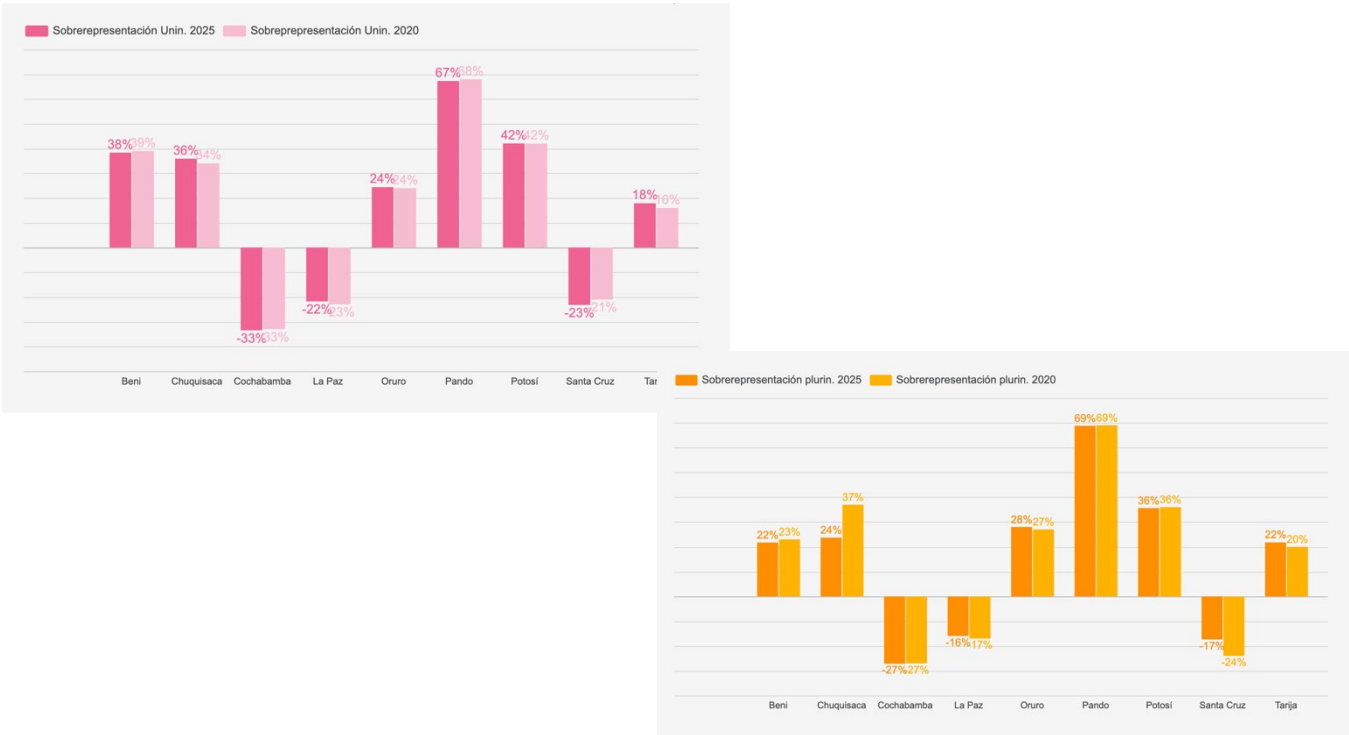 Sobrerepresentación Unin. 2025 Sobreprepresentación Unin. 2020
67% 68%
38% 39% 36% 34% 42% 42%
24% 24% 18% 16%
-22% -23% -23% -21%
-33% -33%
Beni Chuquisaca Cochabamba La Paz Oruro Pando Potosí Santa Cruz Tar
Sobrerepresentación plurin. 2025 Sobrerepresentación plurin. 2020
69% 69%
22% 23% 24% 37% 28% 27% 36% 36% 22% 20%
-27% -27% -16% -17% -17% -24%
Beni Chuquisaca Cochabamba La Paz Oruro Pando Potosí Santa Cruz Tarija